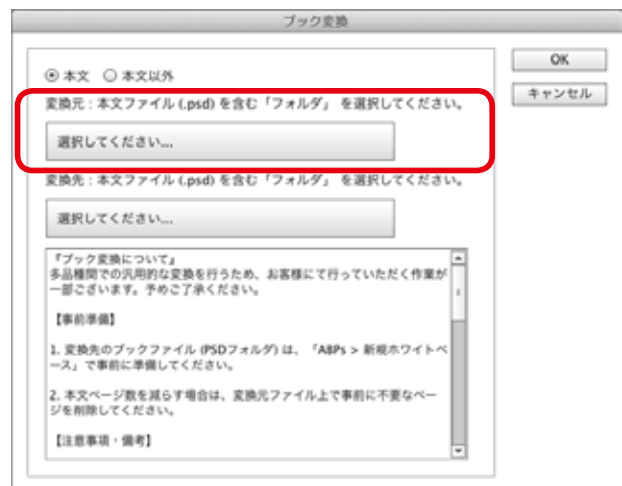 ブック変換
◉ 本文 ○ 本文以外
OK
キャンセル
変換元 : 本文ファイル (.psd) を含む「フォルダ」 を選択してください。
選択してください...
変換先 : 本文ファイル (.psd) を含む「フォルダ」 を選択してください。
選択してください...
『ブック変換について』
多品種間での汎用的な変換を行うため、お客様にて行っていただく作業が
一部ございます。予めご了承ください。
【事前準備】
1. 変換先のブックファイル (PSDフォルダ) は、「ABPs > 新規ホワイトベ
ース」で事前に準備してください。
2. 本文ページ数を減らす場合は、変換元ファイル上で事前に不要なペー
ジを削除してください。
【注意事項・備考】